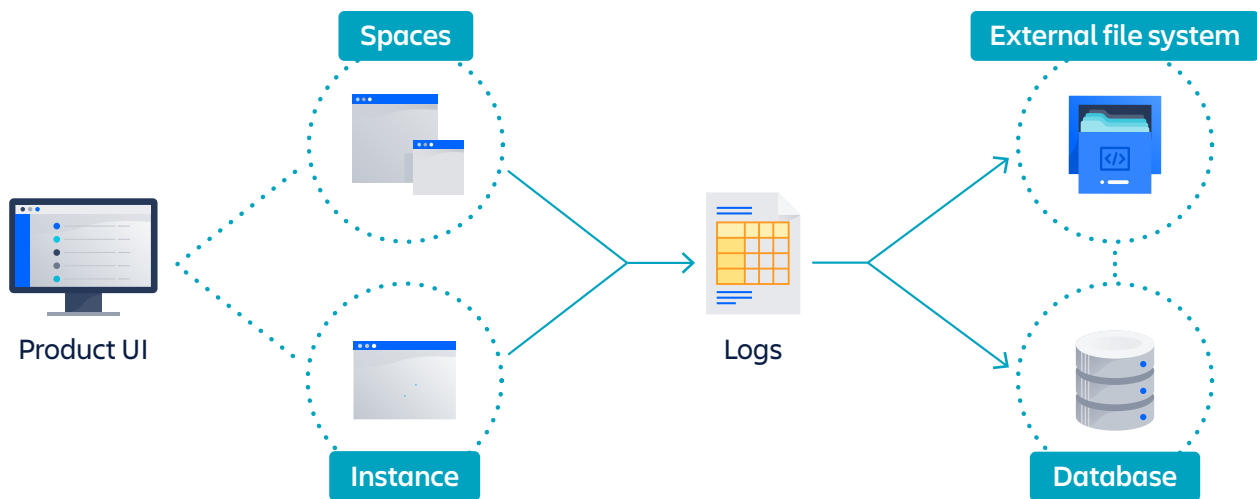 Spaces
External file system
Product UI
Logs
Instance
Database